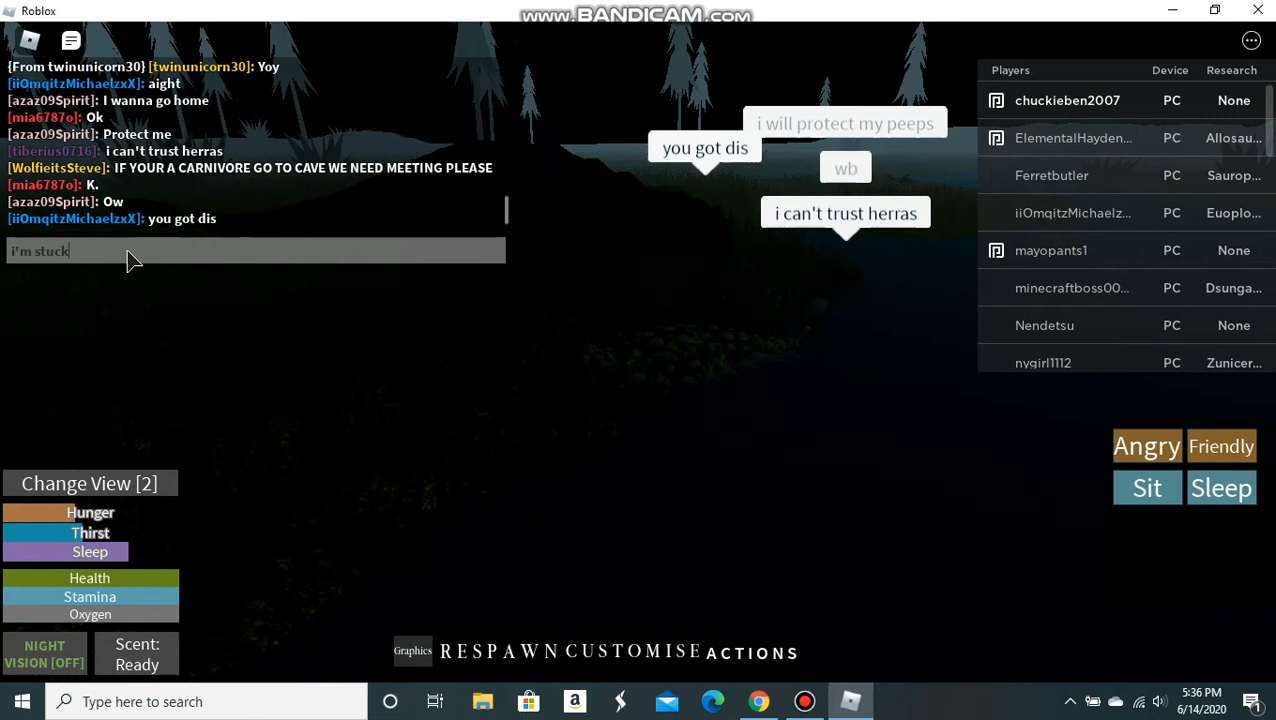 Roblox
www.BANDICAM.com
{From twinunicorn30} [twinunicorn30]: Yoy
[iiOmqitzMichaelzxX]: aight
[azaz09Spirit]: I wanna go home
[mia6787o]: Ok
[azaz09Spirit]: Protect me
[tiberius0716]: i can't trust herras
[WolfieitsSteve]: IF YOUR A CARNIVORE GO TO CAVE WE NEED MEETING PLEASE
[mia6787o]: K.
[azaz09Spirit]: Ow
[iiOmqitzMichaelzxX]: you got dis
i'm stuck
i will protect my peeps
you got dis
wb
i can't trust herras
Players Device Research
chuckieben2007 PC None
ElementalHayden... PC Allosau...
Ferretbutler PC Saurop...
iiOmqitzMichaelz... PC Euoplo...
mayopants1 PC None
minecraftboss00... PC Dsunga...
Nendetsu PC None
nygirl1112 PC Zunicer...
Angry Friendly
Sit Sleep
Change View [2]
Hunger
Thirst
Sleep
Health
Stamina
Oxygen
NIGHT
VISION [OFF]
Scent:
Ready
Graphics RESPAWN CUSTOMISE ACTIONS
Type here to search
5:36 PM
6/14/2020
1